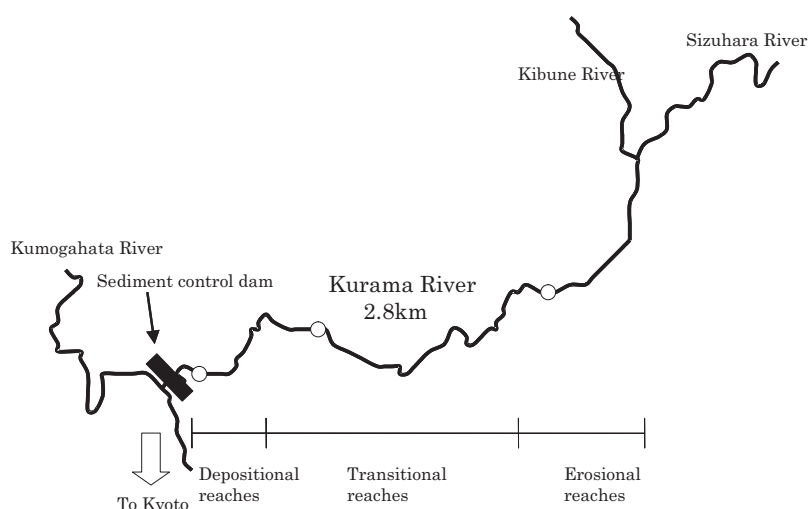 Sizuhara River
Kibune River
Kumogahata River
Sediment control dam
Kurama River
2.8km
Depositional
reaches
Transitional
reaches
Erosional
reaches
To Kyoto